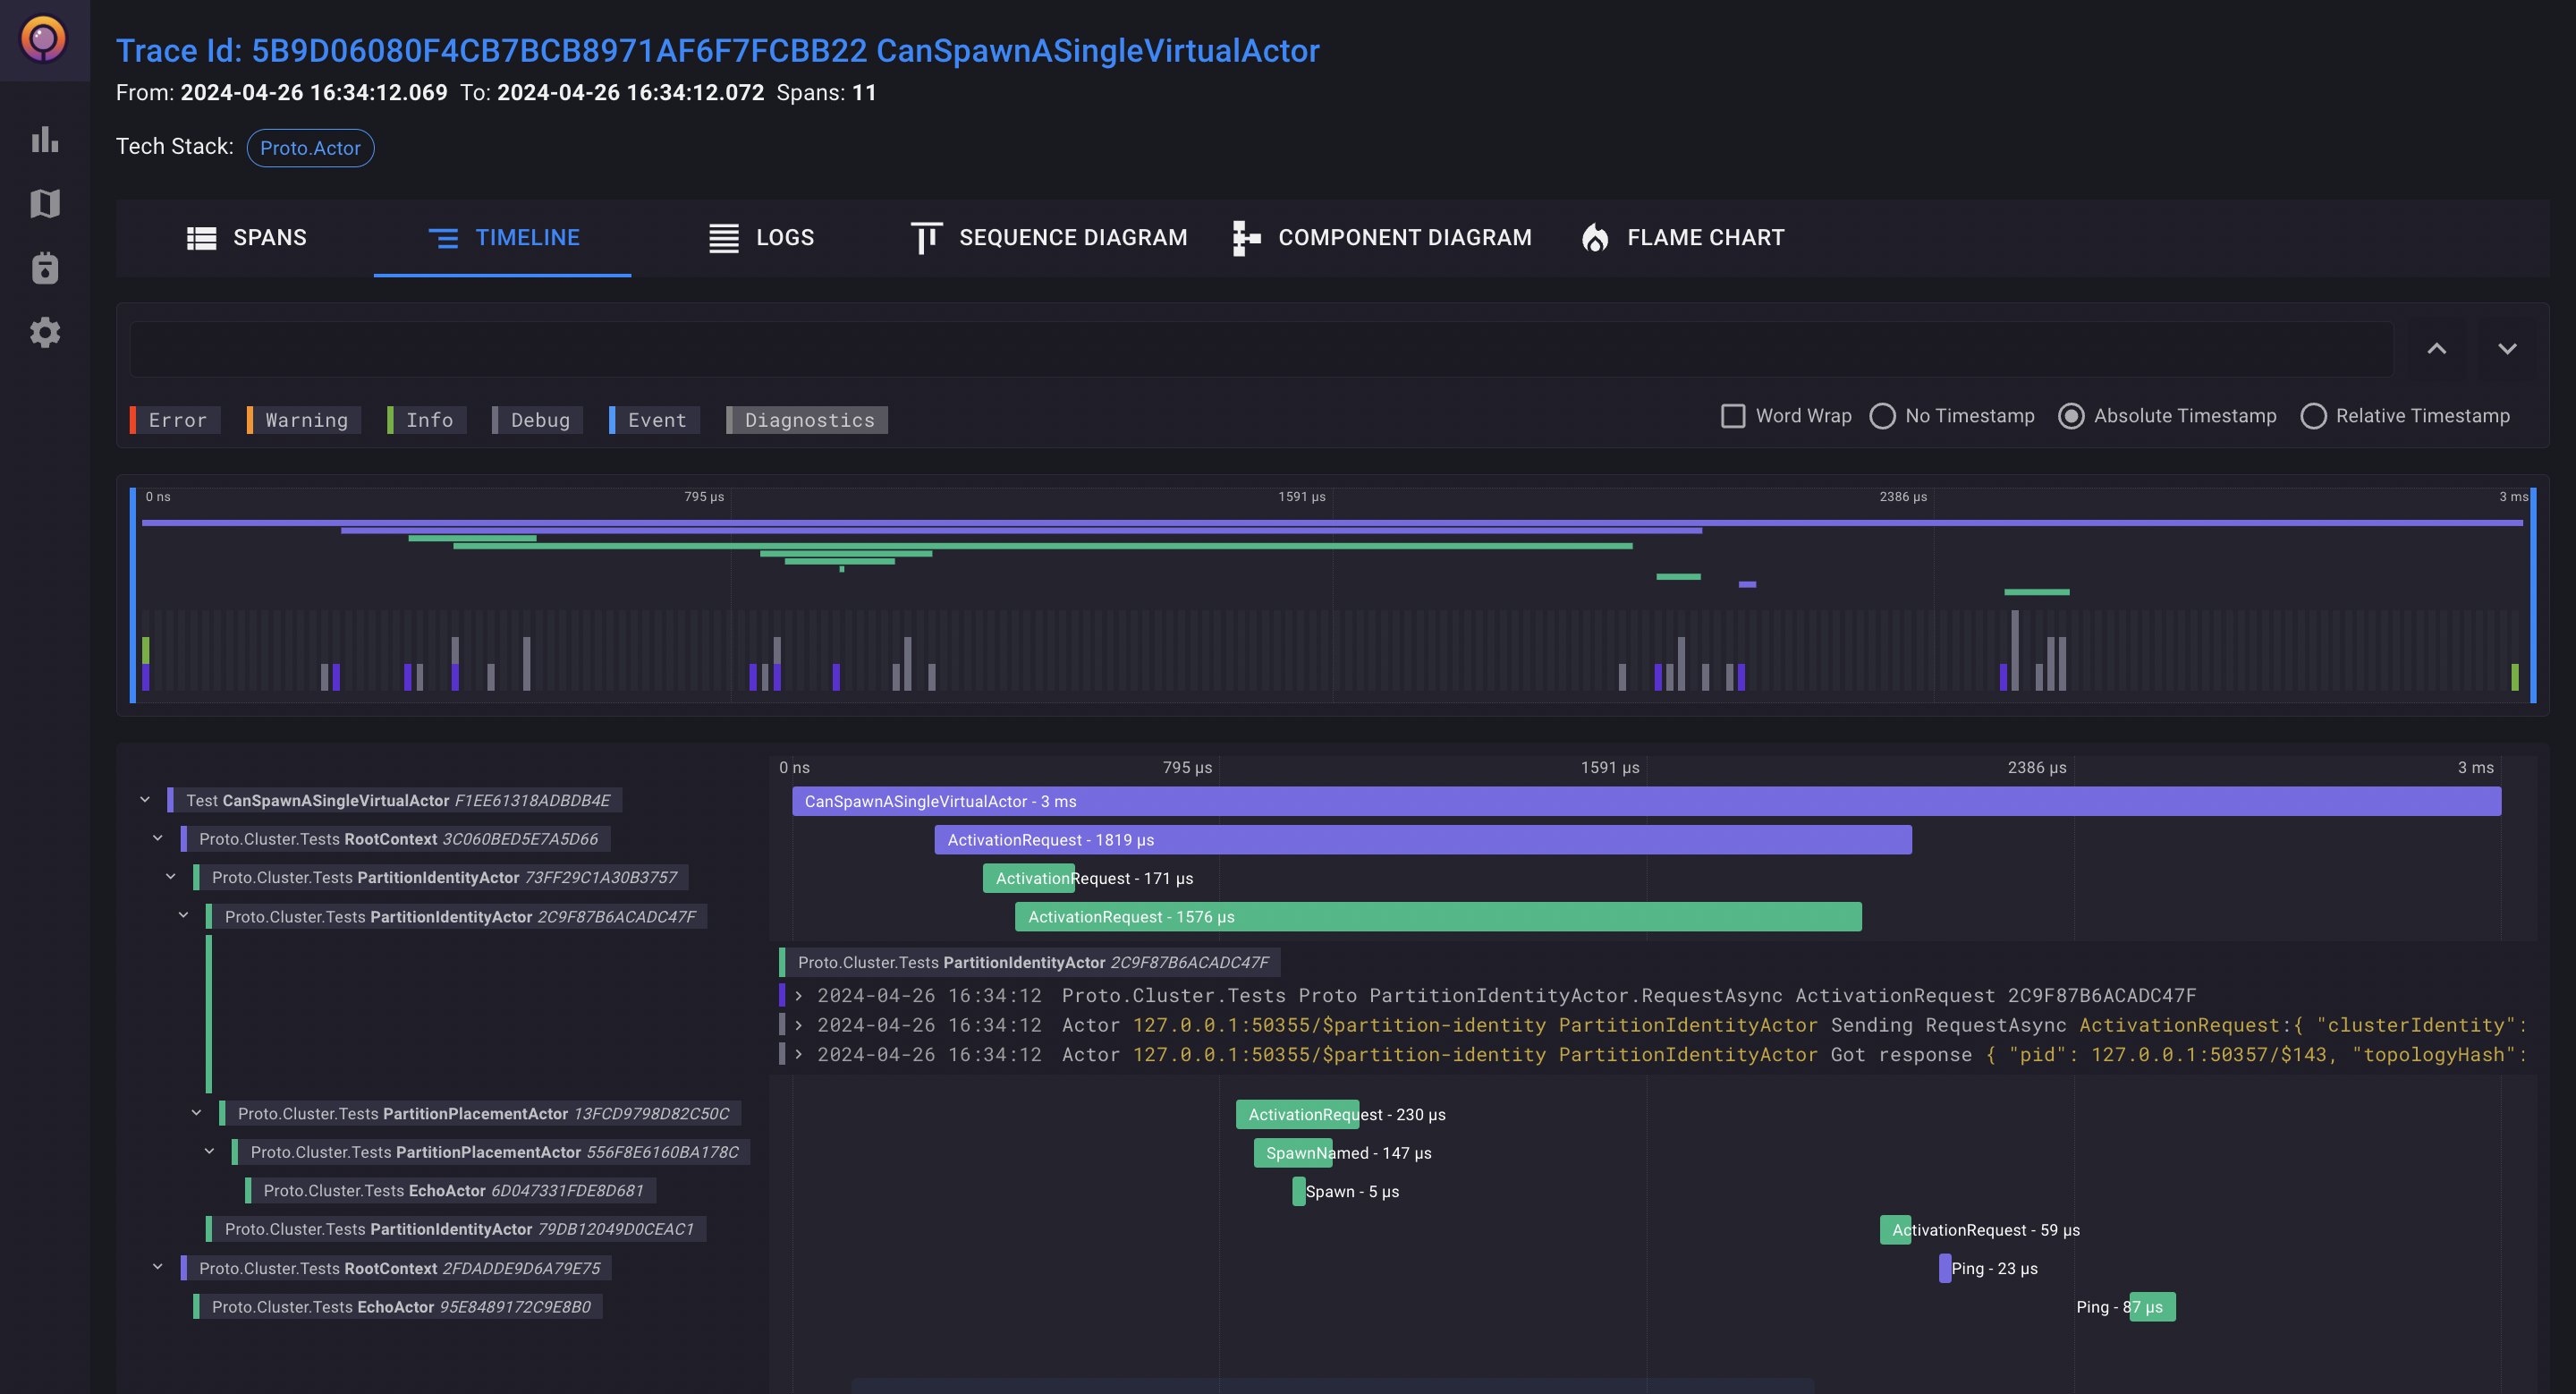 Trace Id: 5B9D06080F4CB7BCB8971AF6F7FCBB22 CanSpawnASingleVirtualActor
From: 2024-04-26 16:34:12.069 To: 2024-04-26 16:34:12.072 Spans: 11
Tech Stack: Proto.Actor
SPANS TIMELINE LOGS SEQUENCE DIAGRAM COMPONENT DIAGRAM FLAME CHART
Error Warning Info Debug Event Diagnostics Word Wrap No Timestamp Absolute Timestamp Relative Timestamp
0 ns 795 µs 1591 µs 2386 µs 3 ms
0 ns 795 µs 1591 µs 2386 µs 3 ms
Test CanSpawnASingleVirtualActor F1EE61318ADBDB4E CanSpawnASingleVirtualActor - 3 ms
Proto.Cluster.Tests RootContext 3C060BED5E7A5D66 ActivationRequest - 1819 µs
Proto.Cluster.Tests PartitionIdentityActor 73FF29C1A30B3757 ActivationRequest - 171 µs
Proto.Cluster.Tests PartitionIdentityActor 2C9F87B6ACADC47F ActivationRequest - 1576 µs
Proto.Cluster.Tests PartitionIdentityActor 2C9F87B6ACADC47F
2024-04-26 16:34:12 Proto.Cluster.Tests Proto PartitionIdentityActor.RequestAsync ActivationRequest 2C9F87B6ACADC47F
2024-04-26 16:34:12 Actor 127.0.0.1:50355/$partition-identity PartitionIdentityActor Sending RequestAsync ActivationRequest:{ "clusterIdentity":
2024-04-26 16:34:12 Actor 127.0.0.1:50355/$partition-identity PartitionIdentityActor Got response { "pid": 127.0.0.1:50357/$143, "topologyHash":
Proto.Cluster.Tests PartitionPlacementActor 13FCD9798D82C50C ActivationRequest - 230 µs
Proto.Cluster.Tests PartitionPlacementActor 556F8E6160BA178C SpawnNamed - 147 µs
Proto.Cluster.Tests EchoActor 6D047331FDE8D681 Spawn - 5 µs
Proto.Cluster.Tests PartitionIdentityActor 79DB12049D0CEAC1 ActivationRequest - 59 µs
Proto.Cluster.Tests RootContext 2FDADDE9D6A79E75 Ping - 23 µs
Proto.Cluster.Tests EchoActor 95E8489172C9E8B0 Ping - 87 µs